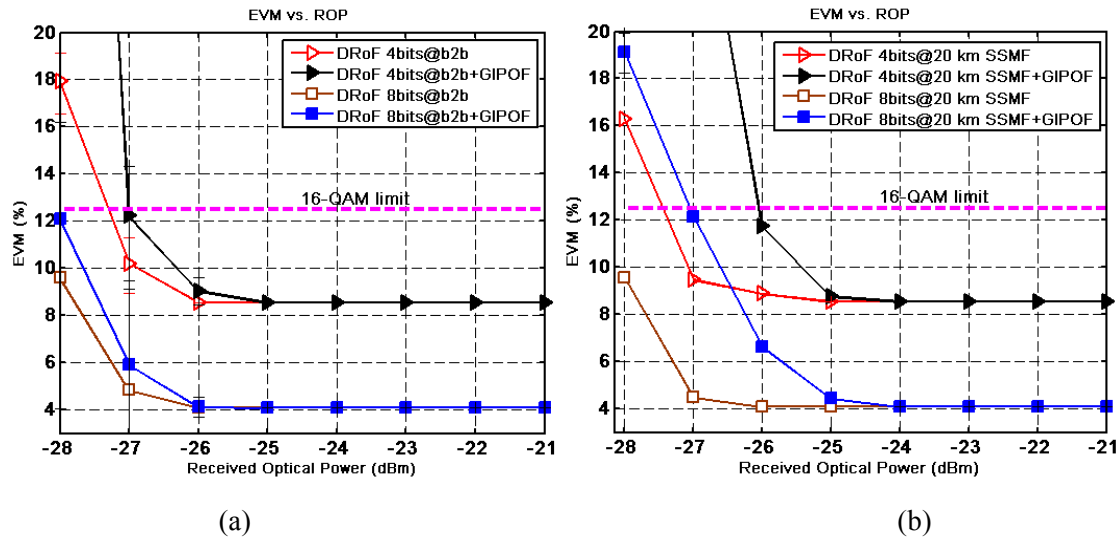 EVM vs. ROP
DRoF 4bits@b2b
DRoF 4bits@b2b+GIPOF
DRoF 8bits@b2b
DRoF 8bits@b2b+GIPOF
16-QAM limit
EVM (%)
20
18
16
14
12
10
8
6
4
-28 -27 -26 -25 -24 -23 -22 -21
Received Optical Power (dBm)
(a)
EVM vs. ROP
DRoF 4bits@20 km SSMF
DRoF 4bits@20 km SSMF+GIPOF
DRoF 8bits@20 km SSMF
DRoF 8bits@20 km SSMF+GIPOF
16-QAM limit
EVM (%)
20
18
16
14
12
10
8
6
4
-28 -27 -26 -25 -24 -23 -22 -21
Received Optical Power (dBm)
(b)